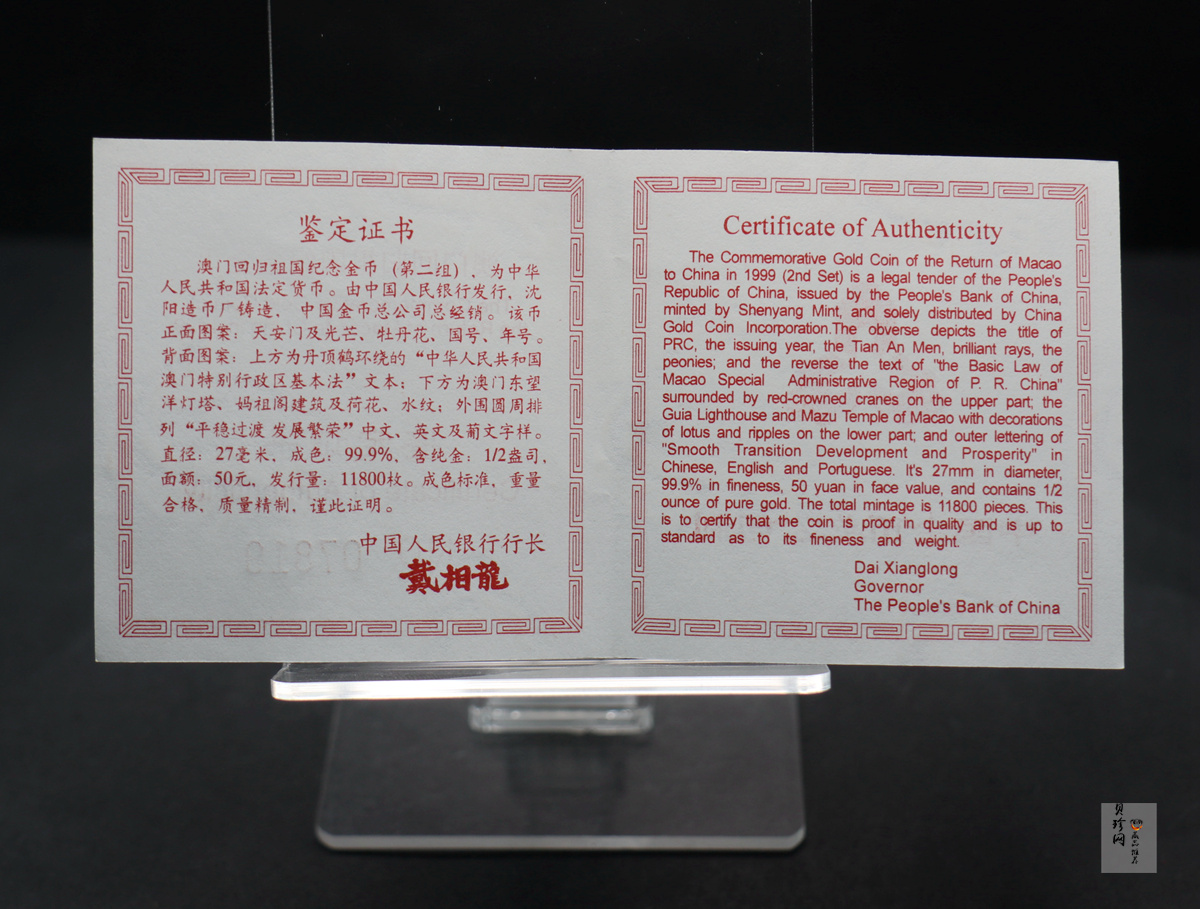 鉴定证书
澳门回归祖国纪念金币（第二组）、为中华
人民共和国法定货币。由中国人民银行发行、沈
阳造币厂铸造、中国金币总公司总经销。该币
正面图案：天安门及光芒、牡丹花、国号、年号。
背面图案：上方为丹顶鹤环绕的“中华人民共和国
澳门特别行政区基本法”文本；下方为澳门东望
洋灯塔、妈祖阁建筑及荷花、水纹；外围圆周排
列“平稳过渡 发展繁荣”中文、英文及葡文字样。
直径：27毫米、成色：99.9%、含纯金：1/2盎司、
面额：50元、发行量：11800枚。成色标准，重量
合格、质量精制，谨此证明。
中国人民银行行长
戴相龍
Certificate of Authenticity
The Commemorative Gold Coin of the Return of Macao
to China in 1999 (2nd Set) is a legal tender of the People's
Republic of China, issued by the People's Bank of China,
minted by Shenyang Mint, and solely distributed by China
Gold Coin Incorporation.The obverse depicts the title of
PRC, the issuing year, the Tian An Men, brilliant rays, the
peonies; and the reverse the text of "the Basic Law of
Macao Special Administrative Region of P. R. China"
surrounded by red-crowned cranes on the upper part; the
Guia Lighthouse and Mazu Temple of Macao with decorations
of lotus and ripples on the lower part; and outer lettering of
"Smooth Transition Development and Prosperity" in
Chinese, English and Portuguese. It's 27mm in diameter,
99.9% in fineness, 50 yuan in face value, and contains 1/2
ounce of pure gold. The total mintage is 11800 pieces. This
is to certify that the coin is proof in quality and is up to
standard as to its fineness and weight.
Dai Xianglong
Governor
The People's Bank of China
贝珍网